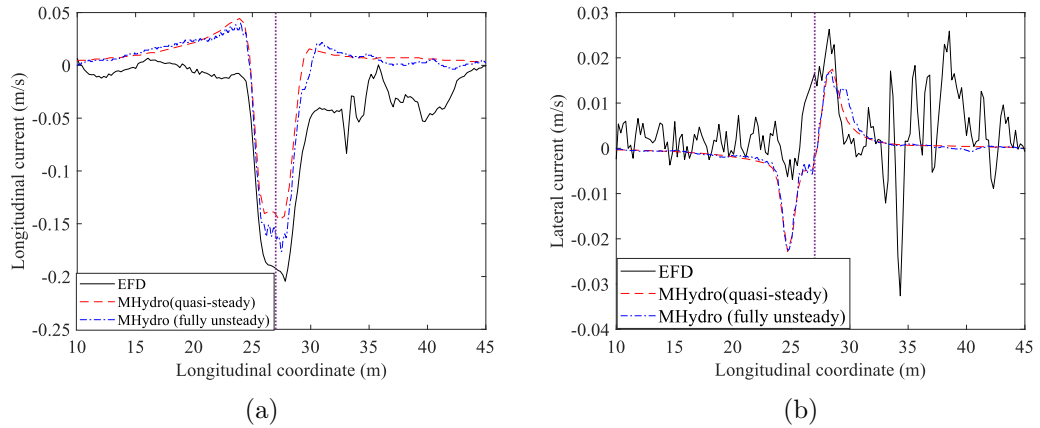 0.05
0
-0.05
-0.1
-0.15
-0.2
-0.25
Longitudinal current (m/s)
EFD
MHydro(quasi-steady)
MHydro (fully unsteady)
10 15 20 25 30 35 40 45
Longitudinal coordinate (m)
(a)
0.03
0.02
0.01
0
-0.01
-0.02
-0.03
-0.04
Lateral current (m/s)
EFD
MHydro(quasi-steady)
MHydro (fully unsteady)
10 15 20 25 30 35 40 45
Longitudinal coordinate (m)
(b)